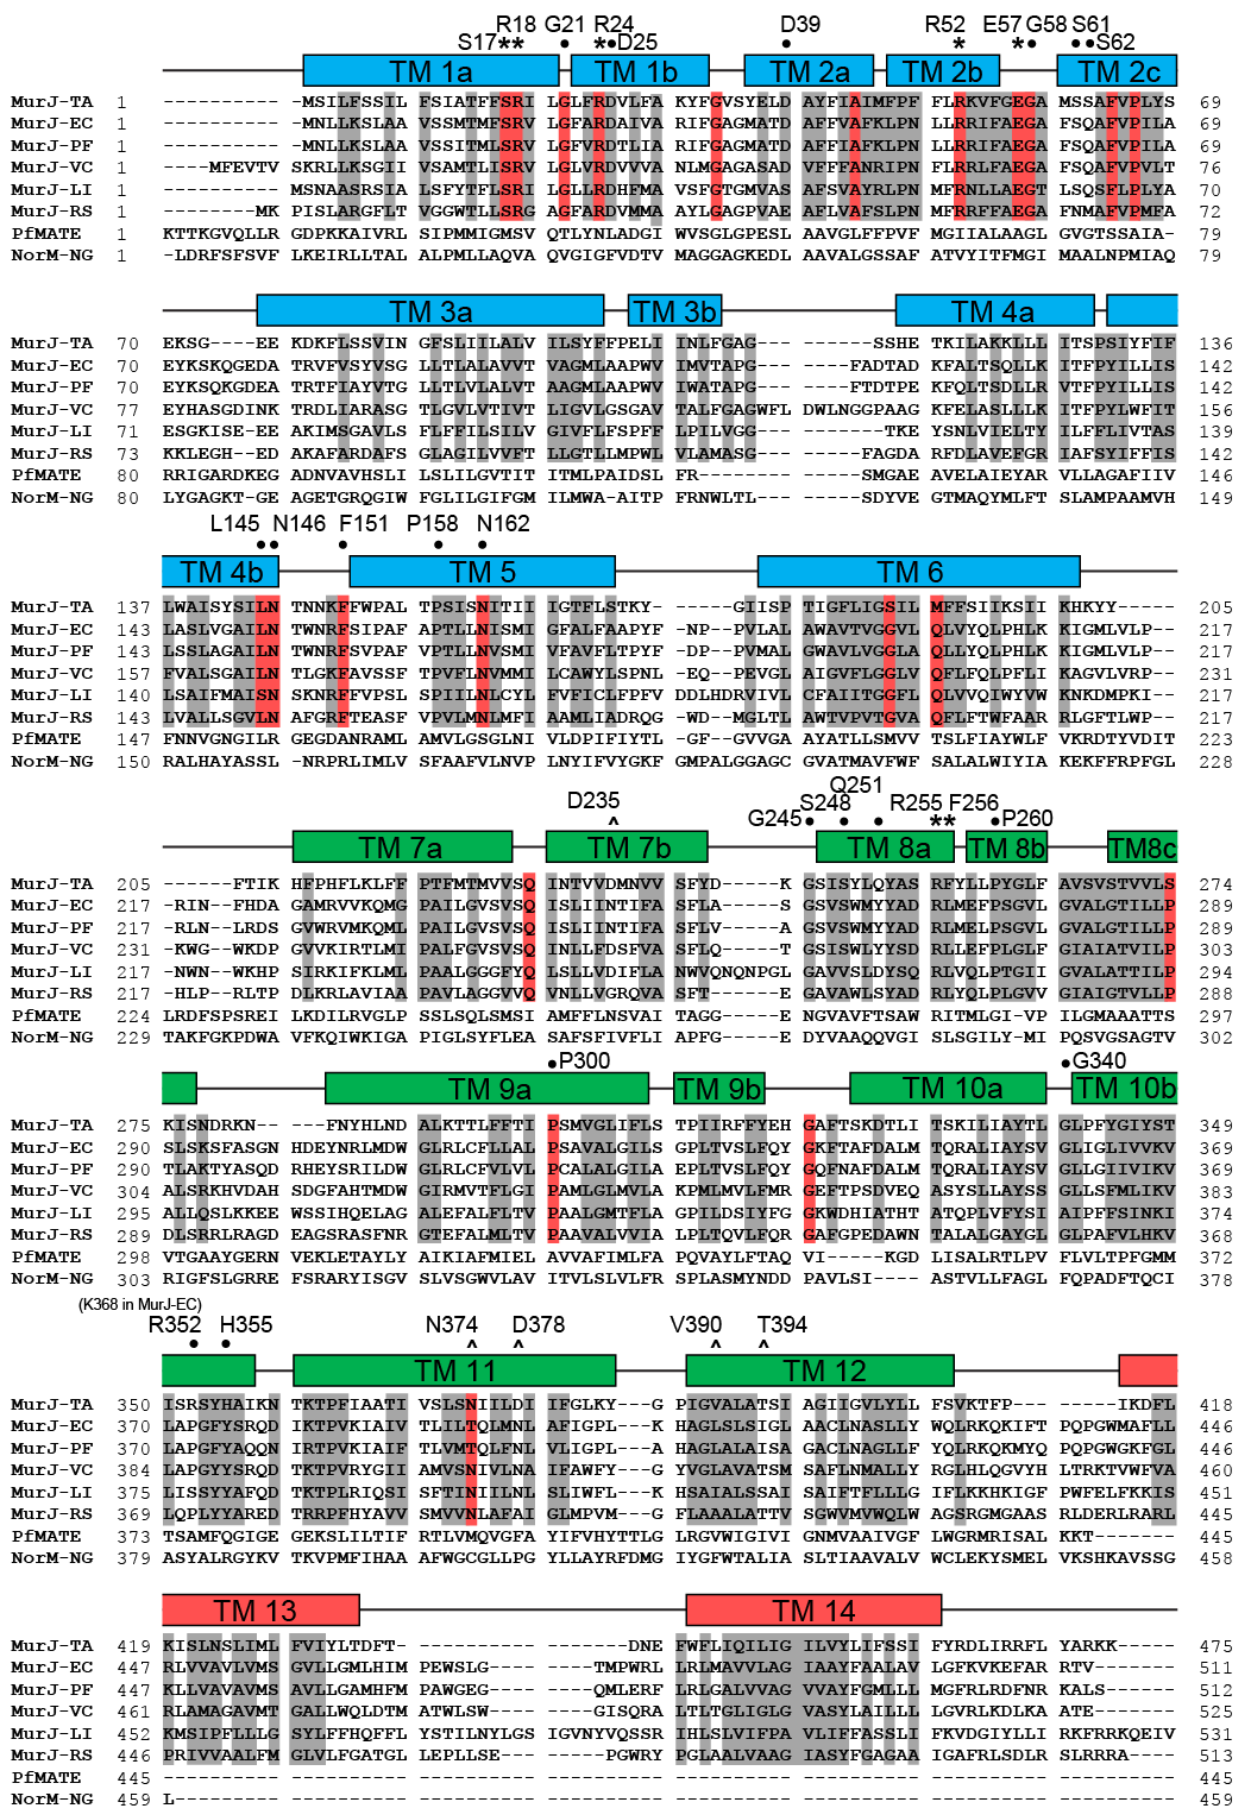 R18 G21 R24 D39 R52 E57 G58 S61
S17** • *•D25 • * *• ••S62
TM 1a TM 1b TM 2a TM 2b TM 2c
MurJ-TA 1 ---------- --MSILFSSIL FSIATFFSRI LGLFRDVLFA KYFGVSYELD AYFIAIMFPF FLRKVFGEGA MSSAFVPLYS 69
MurJ-EC 1 ---------- --MNLLKSLAA VSSMTMFSRV LGFARDAIVA RIFGAGMATD AFFVAFKLPN LLRRIFAEGA FSQAFVPILA 69
MurJ-PF 1 ---------- --MNLLKSLAA VSSITMLSRV LGFVRDTLIA RIFGAGMATD AFFIAFKLPN LLRRIFAEGA FSQAFVPILA 69
MurJ-VC 1 ----MFEVTV SKRLLKSGII VSAMTLISRV LGLVRDVVVA NLMGAGASAD VFFFANRIPN FLRRLFAEGA FSQAFVPVLT 76
MurJ-LI 1 ---------- -MSNAASRSIA LSFYTFLSRI LGLLRDHFMA VSFGTGMVAS AFSVAYRLPN MFRNLLAEGT LSQSFLPLYA 70
MurJ-RS 1 --------MK PISLARGFLT VGGWTLLSRG AGFARDVMMA AYLGAGPVAE AFLVAFSLPN MFRRFFAEGA FNMAFVPMFA 72
PfMATE 1 KTTKGVQLLR GDPKKAIVRL SIPMMIGMSV QTLYNLADGI WVSGLGPESL AAVGLFFPVF MGIIALAAGL GVGTSSAIA- 79
NorM-NG 1 -LDRFSFSVF LKEIRLLTAL ALPMLLAQVA QVGIGFVDTV MAGGAGKEDL AAVALGSSAF ATVYITFMGI MAALNPMIAQ 79
TM 3a TM 3b TM 4a
MurJ-TA 70 EKSG----EE KDKFLSSVIN GFSLIILALV ILSYFFPELI INLFGAG--- -------SSHET TKILAKKLLL ITSPSIYFIF 136
MurJ-EC 70 EYKSKQGEDA TRVFVSYVSG LLTLALAVVT VAGMLAAPWV IMVTAPG--- -----FADTAD KFALTSQLLK ITFPYILLIS 142
MurJ-PF 70 EYKSQKGDEA TRTFIAYVTG LLTLVLALVT AAGMLAAPWV IWATAPG--- -----FTDTPE KFQLTSDLLR VTFPYILLIS 142
MurJ-VC 77 EYHASGDINK TRDLIARASG TLGVLVTIVT LIGVLGSGAV TALFGAGWFL DWLNGGPAAG KFELASLLLK ITFPYLWFIT 156
MurJ-LI 71 ESGKISE-EE AKIMSGAVLS FLFFILSILV GIVFLFSPFF LPILVGG--- -------TKE YSNLVIELTY ILFFLIVTAS 139
MurJ-RS 73 KKLEGH--ED AKAFARDAFS GLAGILVVFT LLGTLLMPWL VLAMASG--- -----FAGDAR RFDLAVEFGR IAFSYIFFIS 142
PfMATE 80 RRIGARDKEG ADNVAVHSLI LSLILGVTIT ITMLPAIDSL FR-------- ------SMGAE AVELAIEYAR VLLAGAFIIV 146
NorM-NG 80 LYGAGKT-GE AGETGRQGIW FGLILGIFGM ILMWA-AITP FRNWLTL--- -----SDYVEG TMAQYMLFT SLAMPAAMVH 149
L145 •• N146 F151 • P158 • N162 •
TM 4b TM 5 TM 6
MurJ-TA 137 LWAISYSILN TNNKFFWPAL TPSISNITII IGTFLSTKY- ----GIISP TIGFLIGSIL MFFSIIKSII KHKYY----- 205
MurJ-EC 143 LASLVGAILN TWNRFSIPAF APTLLNISMI GFALFAAPYF -NP--PVLAL AWAVTVGGVL QLVYQLPHLK KIGMLVLP-- 217
MurJ-PF 143 LSSLAGAILN TWNRFSVPAF VPTLLNVSMI VFAVFLTPYF -DP--PVMAL GWAVLVGGLA QLLYQLPHLK KIGMLVLP-- 217
MurJ-VC 157 FVALSGAILN TLGKFAVSSF TPVFLNVMMI LCAWYLSPNL -EQ--PEVGL AIGVFLGGLV QFLFQLPFLI KAGVLVRP-- 231
MurJ-LI 140 LSAIFMAISN SKNRFFVPSL SPIILNLCYL FVFICLFPFV DDLHDRVIVL CFAIITGGFL QLVVQIWYVW KNKDMPKI-- 217
MurJ-RS 143 LVALLSGVLN AFGRFTEASF VPVLMNLMFI AAMLIADRQG -WD--MGLTL AWTVPVTGVA QFLFTWFAAR RLGFTLWP-- 217
PfMATE 147 FNNVGNGILR GEGDANRAML AMVLGSGLNI VLDPIFIYTL -GF--GVVGA AYATLLSMVV TSLFIAYWLF VKRDTYVDIT 223
NorM-NG 150 RALHAYASSL -NRPRLIMLV SFAAFVLNVP LNYIFVYGKF GMPALGGAGC GVATMAVFWF SALALWIYIA KEKFFRPFGL 228
Q251
D235 S248 R255 F256
^ G245• • • ** •P260
TM 7a TM 7b TM 8a TM 8b TM8c
MurJ-TA 205 ------FTIK HFPHFLKLFF PTFMTMVVSQ INTVVDMNVV SFYD-----K GSISYLQYAS RFYLLPYGLF AVSVSTVVLS 274
MurJ-EC 217 --RIN--FHDA GAMRVVKQMG PAILGVSVSQ ISLIINTIFA SFLA-----S GSVSWMYYAD RLMEFPSGVL GVALGTILLP 289
MurJ-PF 217 --RLN--LRDS GVWRVMKQML PAILGVSVSQ ISLIINTIFA SFLV-----A GSVSWMYYAD RLMELPSGVL GVALGTILLP 289
MurJ-VC 231 --KWG--WKDP GVVKIRTLMI PALFGVSVSQ INLLFDSFVA SFLQ-----T GSISWLYYSD RLLEFPLGLF GIAIATVILP 303
MurJ-LI 217 --NWN--WKHP SIRKIFKLML PAALGGGFYQ LSLLVDIFLA NWVQNQNPGL GAVVSLDYSQ RLVQLPTGII GVALATTILP 294
MurJ-RS 217 --HLP--RLTP DLKRLAVIAA PAVLAGGVVQ VNLLVGRQVA SFT------E GAVAWLSYAD RLYQLPLGVV GIAIGTVLLP 288
PfMATE 224 LRDFSPSREI LKDILRVGLP SSLSQLSMSI AMFFLNSVAI TAGG-----E NGVAVFTSAW RITMLGI-VP ILGMAAATTS 297
NorM-NG 229 TAKFGKPDWA VFKQIWKIGA PIGLSYFLEA SAFSFIVFLI APFG-----E DYVAAQQVGI SLSGILY-MI PQSVGSAGTV 302
•P300 •G340
TM 9a TM 9b TM 10a TM 10b
MurJ-TA 275 KISNDRKN-- ---FNYHLND ALKTTLFFTI PSMVGLIFLS TPIIRFFYEH GAFTSKDTLI TSKILIAYTL GLPFYGIYST 349
MurJ-EC 290 SLSKSFASGN HDEYNRLMDW GLRLCFLLAL PSAVALGILS GPLTVSLFQY GKFTAFDALM TQRALIAYSV GLIGLIVVKV 369
MurJ-PF 290 TLAKTYASQD RHEYSRILDW GLRLCFVLVL PCALALGILA EPLTVSLFQY GQFNAFDALM TQRALIAYSV GLLGIIVIKV 369
MurJ-VC 304 ALSRKHVDAH SDGFAHTMDW GIRMVTFLGI PAMLGLMVLA KPMLMVLFMR GEFTPSDVEQ ASYSLLAYSS GLLSFMLIKV 383
MurJ-LI 295 ALLQSLKKEE WSSIHQELAG ALEFALFLTV PAALGMTFLA GPILDSIYFG GKWDHIATHT ATQPLVFYSI AIPFFSINKI 374
MurJ-RS 289 DLSRRLRAGD EAGSRASFNR GTEFALMLTV PAAVALVVIA LPLTQVLFQR GAFGPEDAWN TALALGAYGL GLPAFVLHKV 368
PfMATE 298 VTGAAYGERN VEKLETAYLY AIKIAFMIEL AVVAFIMLFA PQVAYLFTAQ VI-----KGD LISALRTLPV FLVLTPFGMM 372
NorM-NG 303 RIGFSLGRRE FSRARYISGV SLVSGWVLAV ITVLSLVLFR SPLASMYNDD PAVLSI---- ASTVLLFAGL FQPADFTQCI 378
(K368 in MurJ-EC)
R352 • H355 • N374 ^ D378 ^ V390 ^ T394 ^
TM 11 TM 12
MurJ-TA 350 ISRSYHAIKN TKTPFIAATI VSLSNIILDI IFGLKY---G PIGVALATSI AGIIGVLYLL FSVKTFP--- ------IKDFL 418
MurJ-EC 370 LAPGFYSRQD IKTPVKIAIV TLILTQLMNL AFIGPL---K HAGLSLSIGL AACLNASLLY WQLRKQKIFT PQPGWMAFLL 446
MurJ-PF 370 LAPGFYAQQN IRTPVKIAIF TLVMTQLFNL VLIGPL---A HAGLALAISA GACLNAGLLF YQLRKQKMYQ PQPGWGKFGL 446
MurJ-VC 384 LAPGYYSRQD TKTPVRYGII AMVSNIVLNA IFAWFY---G YVGLAVATSM SAFLNMALLY RGLHLQGVYH LTRKTVWFVA 460
MurJ-LI 375 LISSYYAFQD TKTPLRIQSI SFTINIILNL SLIWFL---K HSAIALSSAI SAIFTFLLLG IFLKKHKIGF PWFELFKKIS 451
MurJ-RS 369 LQPLYYARED TRRPFHYAVV SMVVNLAFAI GLMPVM---G FLAAALATTV SGWVMVWQLW AGSRGMGAAS RLDERLRARL 445
PfMATE 373 TSAMFQGIGE GEKSLILTIF RTLVMQVGFA YIFVHYTTLG LRGVWIGIVI GNMVAAIVGF LWGRMRISAL KKT------- 445
NorM-NG 379 ASYALRGYKV TKVPMFIHAA AFWGCGLLPG YLLAYRFDMG IYGFWTALIA SLTIAAVALV WCLEKYSMEL VKSHKAVSSG 458
TM 13 TM 14
MurJ-TA 419 KISLNSLIML FVIYLTDFT- ---------- -------DNE FWFLIQILIG ILVYLIFSSI FYRDLIRRFL YARKK----- 475
MurJ-EC 447 RLVVAVLVMS GVLLGMLHIM PEWSLG---- ----TMPWRL LRLMAVVLAG IAAYFAALAV LGFKVKEFAR RTV------- 511
MurJ-PF 447 KLLVAVAVMS AVLLGAMHFM PAWGEG---- ----QMLERF LRLGALVVAG VVAYFGMLLL MGFRLRDFNR KALS------ 512
MurJ-VC 461 RLAMAGAVMT GALLWQLDTM ATWLSW---- ----GISQRA LTLTGLIGLG VASYLAILLL LGVRLKDLKA ATE------- 525
MurJ-LI 452 KMSIPFLLLG SYLFFHQFFL YSTILNYLGS IGVNYVQSSR IHLSLVIFPA VLIFFASSLI FKVDGIYLLI RKFRRKQEIV 531
MurJ-RS 446 PRIVVAALFM GLVLFGATGL LEPLLSE--- -----PGWRY PGLAALVAAG IASYFGAGAA IGAFRLSDLR SLRRRA---- 513
PfMATE 445 ---------- ---------- ---------- ---------- ---------- ---------- ---------- ---------- 445
NorM-NG 459 L--------- ---------- ---------- ---------- ---------- ---------- ---------- ---------- 459